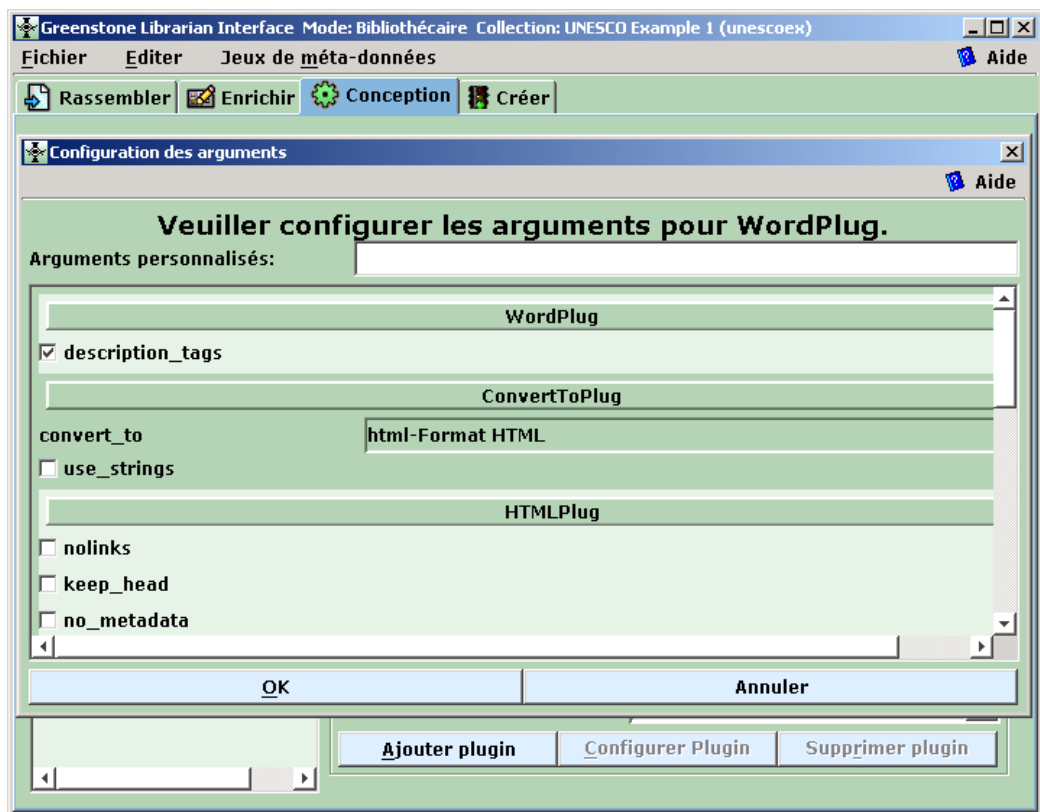 Greenstone Librarian Interface Mode: Bibliothécaire Collection: UNESCO Example 1 (unescoex)
Fichier Editer Jeux de méta-données Aide
Rassembler Enrichir Conception Créer
Configuration des arguments
Aide
Veuiller configurer les arguments pour WordPlug.
Arguments personnalisés:
WordPlug
description_tags
ConvertToPlug
convert_to html-Format HTML
use_strings
HTMLPlug
nolinks
keep_head
no_metadata
OK Annuler
Ajouter plugin Configurer Plugin Supprimer plugin